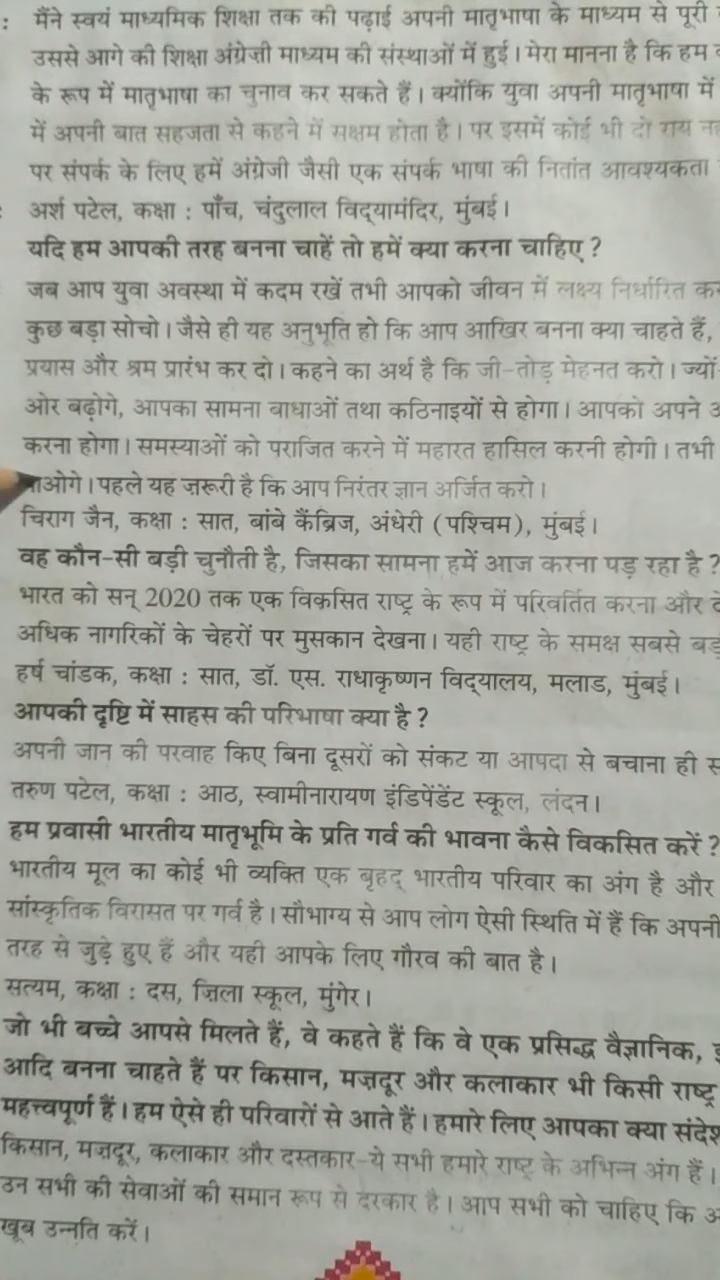 : मैंने स्वयं माध्यमिक शिक्षा तक की पढ़ाई अपनी मातृभाषा के माध्यम से पूरी
उससे आगे की शिक्षा अंग्रेज़ी माध्यम की संस्थाओं में हुई। मेरा मानना है कि हम
के रूप में मातृभाषा का चुनाव कर सकते हैं। क्योंकि युवा अपनी मातृभाषा में
में अपनी बात सहजता से कहने में सक्षम होता है। पर इसमें कोई भी दो राय
पर संपर्क के लिए हमें अंग्रेजी जैसी एक संपर्क भाषा की नितांत आवश्यकता
: अर्श पटेल, कक्षा : पाँच, चंदुलाल विद्यामंदिर, मुंबई।
यदि हम आपकी तरह बनना चाहें तो हमें क्या करना चाहिए ?
जब आप युवा अवस्था में कदम रखें तभी आपको जीवन में लक्ष्य निर्धारित
कुछ बड़ा सोचो। जैसे ही यह अनुभूति हो कि आप आखिर बनना क्या चाहते हैं,
प्रयास और श्रम प्रारंभ कर दो। कहने का अर्थ है कि जी-तोड़ मेहनत करो। ज्यों
ओर बढ़ोगे, आपका सामना बाधाओं तथा कठिनाइयों से होगा। आपको अपने
करना होगा। समस्याओं को पराजित करने में महारत हासिल करनी होगी। तभी
पहले यह ज़रूरी है कि आप निरंतर ज्ञान अर्जित करो।
चिराग जैन, कक्षा : सात, बांबे कैंब्रिज, अंधेरी (पश्चिम), मुंबई।
वह कौन-सी बड़ी चुनौती है, जिसका सामना हमें आज करना पड़ रहा है ?
भारत को सन् 2020 तक एक विकसित राष्ट्र के रूप में परिवर्तित करना और
अधिक नागरिकों के चेहरों पर मुसकान देखना। यही राष्ट्र के समक्ष सबसे
हर्ष चांडक, कक्षा : सात, डॉ. एस. राधाकृष्णन विद्यालय, मलाड, मुंबई।
आपकी दृष्टि में साहस की परिभाषा क्या है ?
अपनी जान की परवाह किए बिना दूसरों को संकट या आपदा से बचाना ही
तरुण पटेल, कक्षा : आठ, स्वामीनारायण इंडिपेंडेंट स्कूल, लंदन।
हम प्रवासी भारतीय मातृभूमि के प्रति गर्व की भावना कैसे विकसित करें ?
भारतीय मूल का कोई भी व्यक्ति एक बृहद् भारतीय परिवार का अंग है और
सांस्कृतिक विरासत पर गर्व है। सौभाग्य से आप लोग ऐसी स्थिति में हैं कि अपनी
तरह से जुड़े हुए हैं और यही आपके लिए गौरव की बात है।
सत्यम, कक्षा : दस, ज़िला स्कूल, मुंगेर।
जो भी बच्चे आपसे मिलते हैं, वे कहते हैं कि वे एक प्रसिद्ध वैज्ञानिक,
आदि बनना चाहते हैं पर किसान, मज़दूर और कलाकार भी किसी राष्ट्र
महत्त्वपूर्ण हैं। हम ऐसे ही परिवारों से आते हैं। हमारे लिए आपका क्या संदेश
किसान, मज़दूर, कलाकार और दस्तकार-ये सभी हमारे राष्ट्र के अभिन्न अंग हैं।
उन सभी की सेवाओं की समान रूप से दरकार है। आप सभी को चाहिए कि
खूब उन्नति करें।